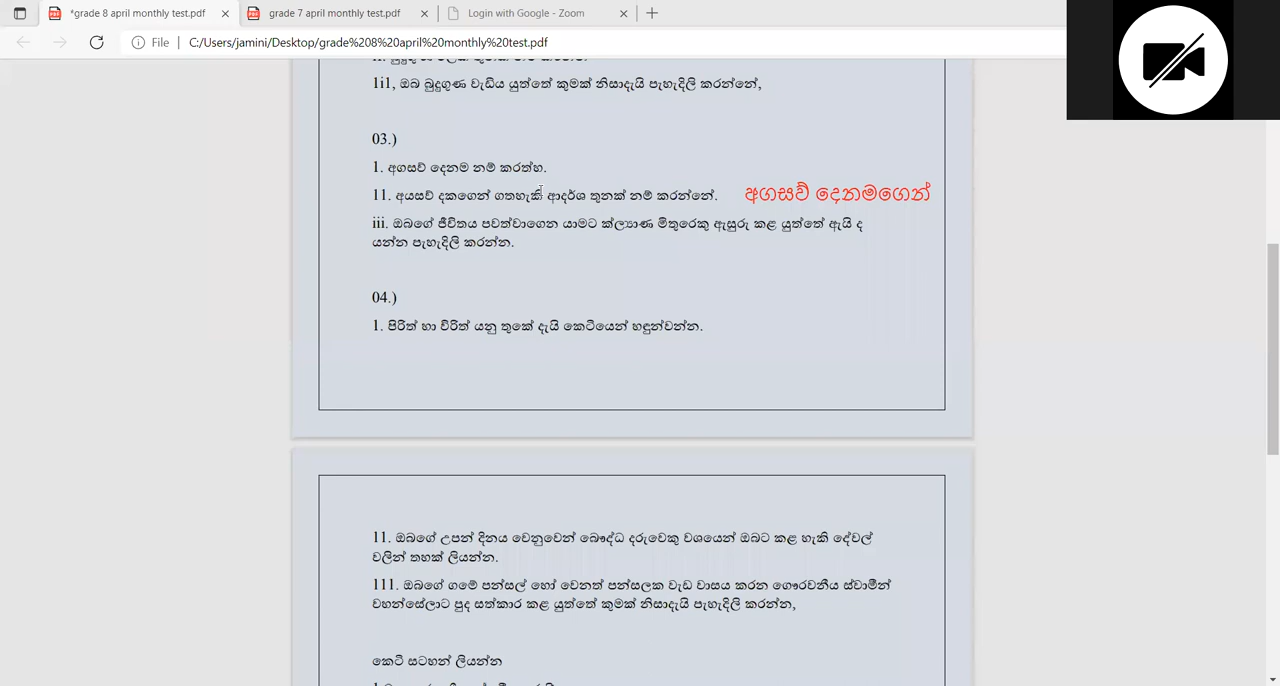 *grade 8 april monthly test.pdf
grade 7 april monthly test.pdf
Login with Google - Zoom
File
C:/Users/jamini/Desktop/grade%208%20april%20monthly%20test.pdf
1i1, ඔබ බුදුගුණ වැඩිය යුත්තේ කුමක් නිසාදැයි පැහැදිලි කරන්නේ,
03.)
1. අගසව් දෙනම නම් කරත්හ.
11. අයසව් දකගෙන් ගතහැකි ආදර්ශ තුනක් නම් කරන්නේ. අගසව් දෙනමගෙන්
iii. ඔබගේ ජීවිතය පවත්වාගෙන යාමට ක්ල්‍යාණ මිතුරෙකු ඇසුරු කළ යුත්තේ ඇයි ද
යන්න පැහැදිලි කරන්න.
04.)
1. පිරිත් හා විරිත් යනු තුකේ දැයි කෙටියෙන් හඳුන්වන්න.
11. ඔබගේ උපන් දිනය වෙනුවෙන් බෞද්ධ දරුවෙකු වශයෙන් ඔබට කළ හැකි දේවල්
වලින් තහක් ලියන්න.
111. ඔබගේ ගමේ පන්සල් හෝ වෙනත් පන්සලක වැඩ වාසය කරන ගෞරවනීය ස්වාමීන්
වහන්සේලාට පුද සත්කාර කළ යුත්තේ කුමක් නිසාදැයි පැහැදිලි කරන්න,
කෙටි සටහන් ලියන්න